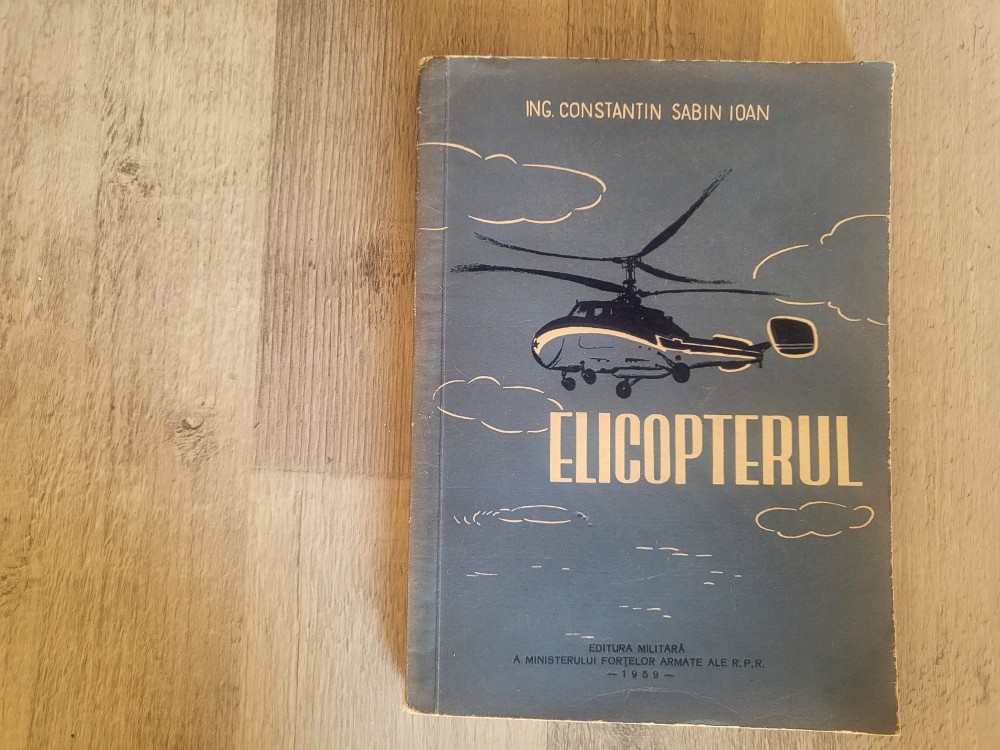 ING. CONSTANTIN SABIN IOAN
ELICOPTERUL
EDITURA MILITARĂ
A MINISTERULUI FORȚELOR ARMATE ALE R.P.R.
— 1959 —